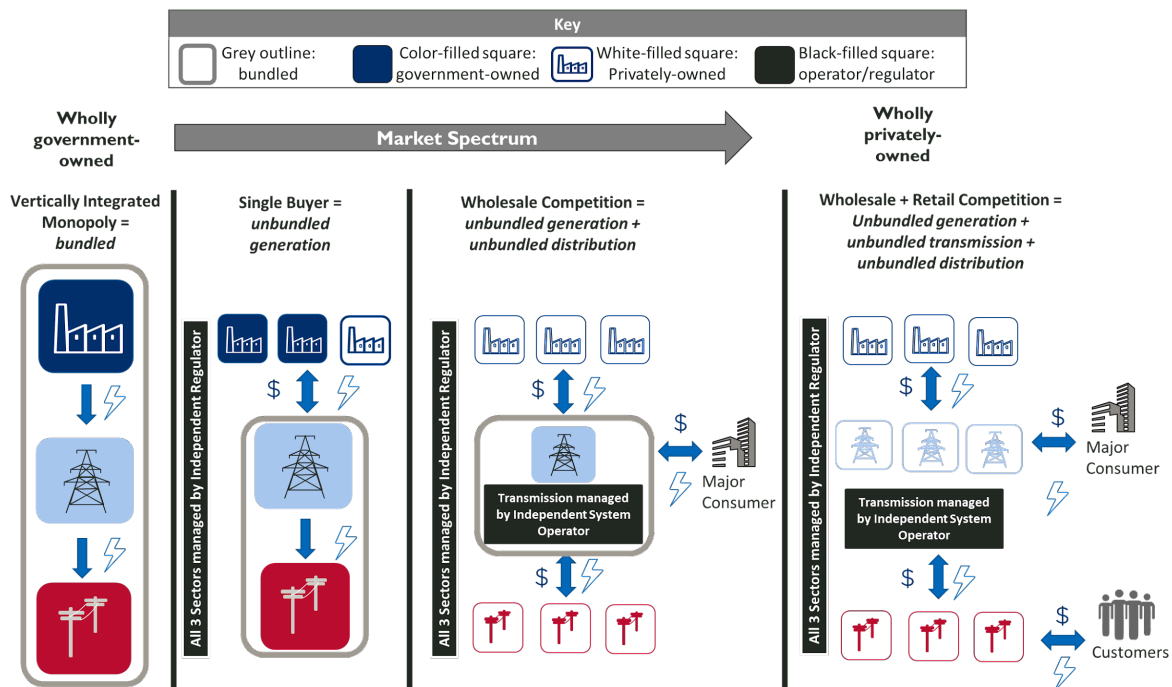 Key
Grey outline:
bundled
Color-filled square:
government-owned
White-filled square:
Privately-owned
Black-filled square:
operator/regulator
Wholly
government-
owned
Market Spectrum
Wholly
privately-
owned
Vertically Integrated
Monopoly =
bundled
Single Buyer =
unbundled
generation
Wholesale Competition =
unbundled generation +
unbundled distribution
Wholesale + Retail Competition =
Unbundled generation +
unbundled transmission +
unbundled distribution
All 3 Sectors managed by Independent Regulator
$
All 3 Sectors managed by Independent Regulator
$
$
Major
Consumer
Transmission managed
by Independent System
Operator
$
All 3 Sectors managed by Independent Regulator
$
$
Major
Consumer
Transmission managed
by Independent System
Operator
$
$
Customers